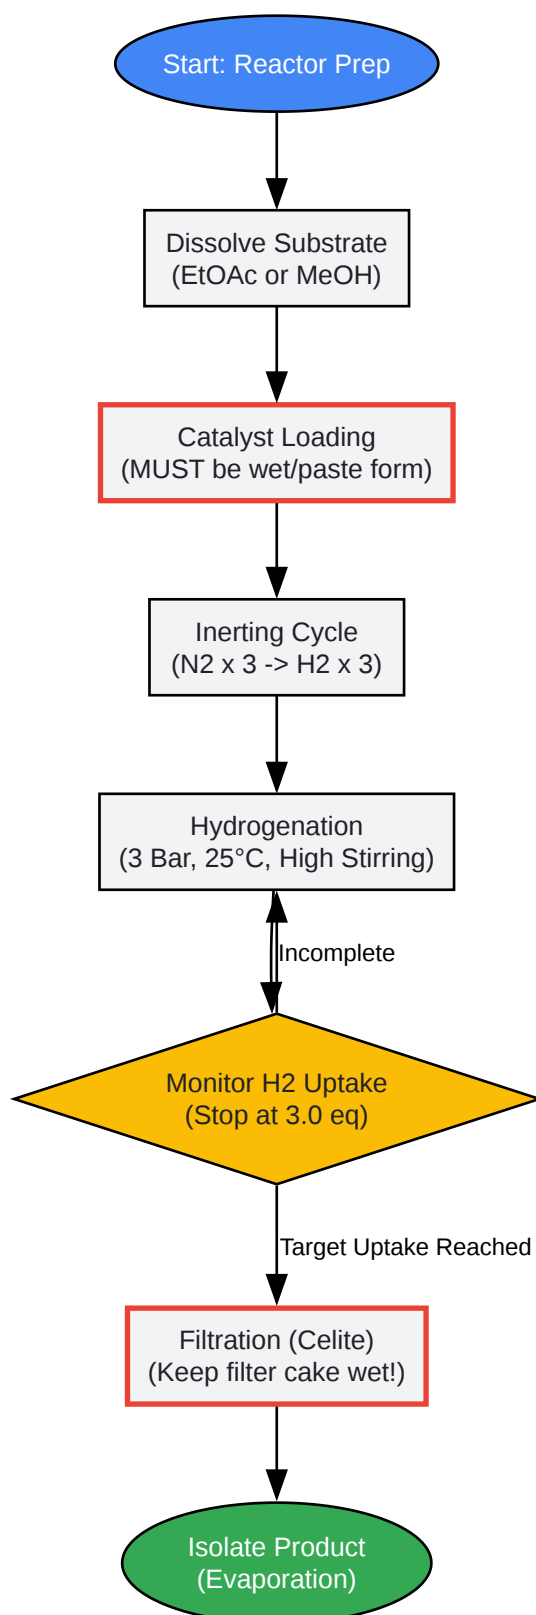 Start: Reactor Prep
Dissolve Substrate
(EtOAc or MeOH)
Catalyst Loading
(MUST be wet/paste form)
Inerting Cycle
(N2 x 3 -> H2 x 3)
Hydrogenation
(3 Bar, 25°C, High Stirring)
Incomplete
Monitor H2 Uptake
(Stop at 3.0 eq)
Target Uptake Reached
Filtration (Celite)
(Keep filter cake wet!)
Isolate Product
(Evaporation)